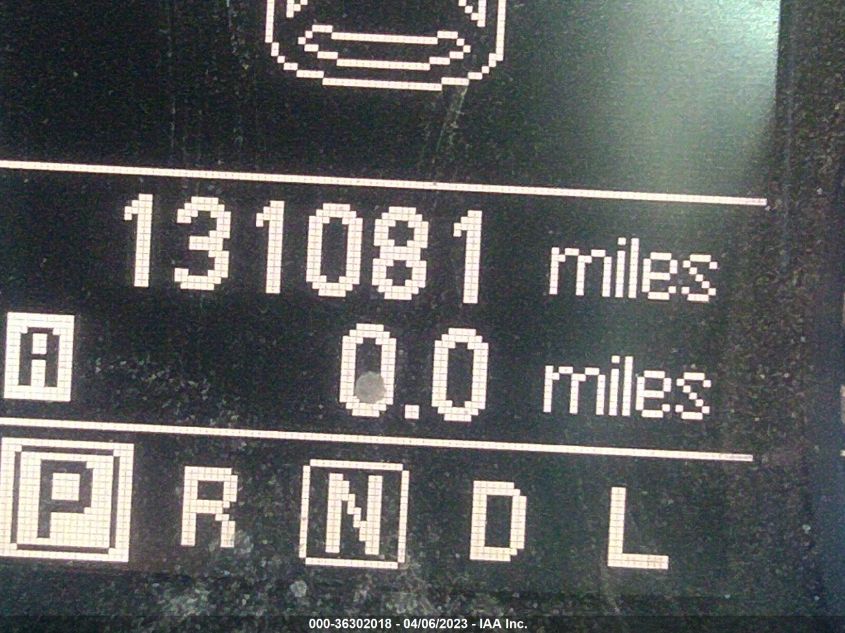 131081 miles
A 0.0 miles
P R N D L
000-36302018 - 04/06/2023 - IAA Inc.